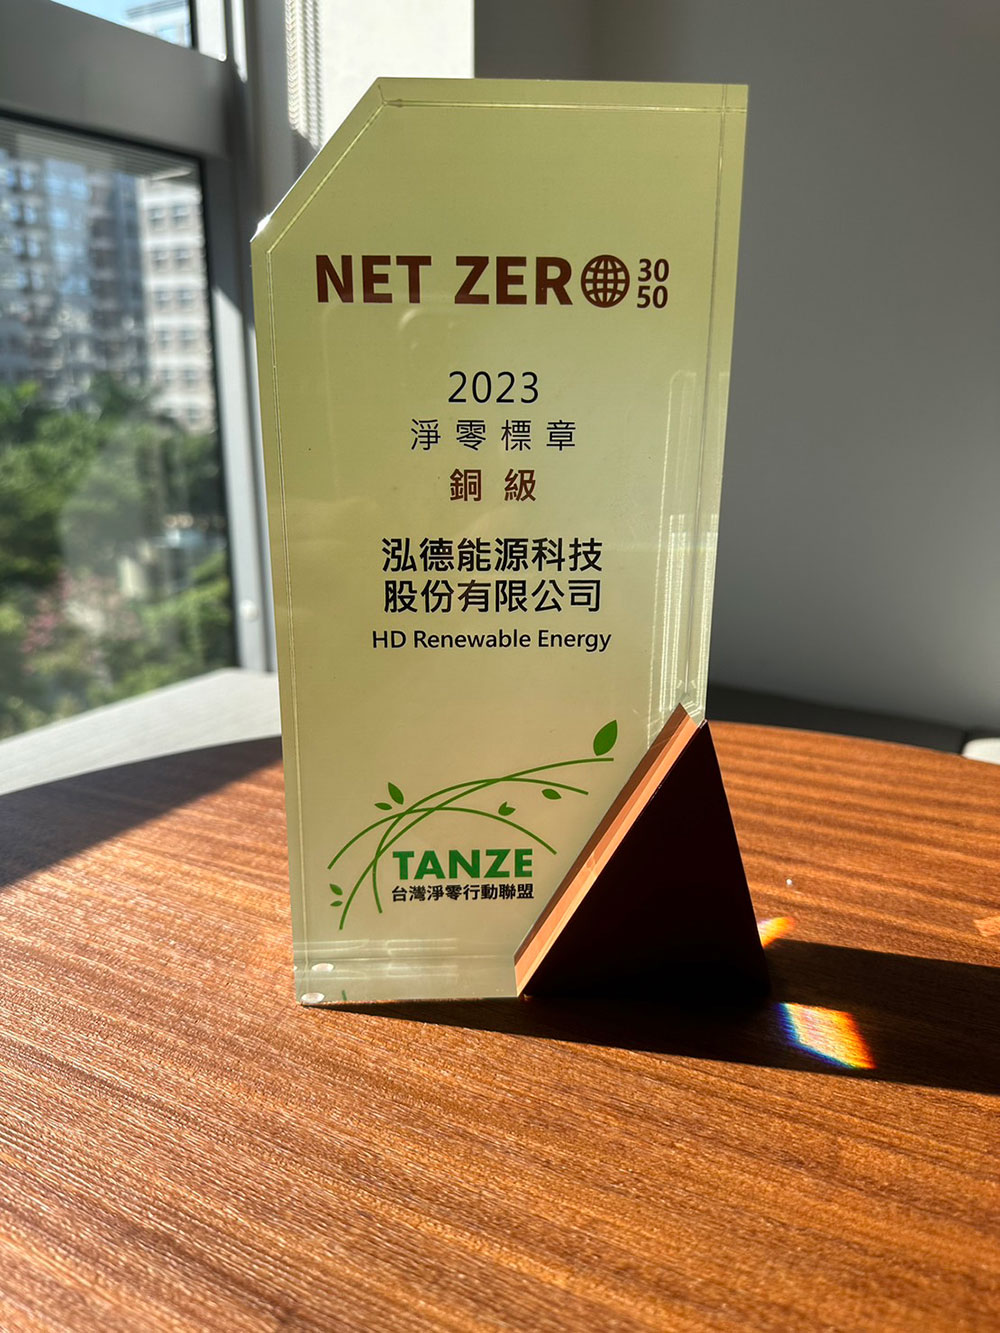 NET ZERO 30 50
2023
淨零標章
銅級
泓德能源科技
股份有限公司
HD Renewable Energy
TANZE
台灣淨零行動聯盟